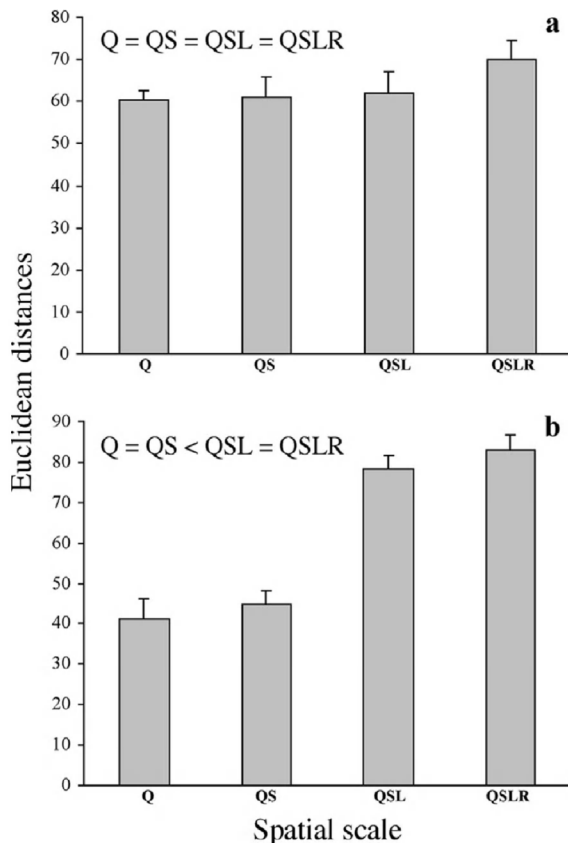 a
Q = QS = QSL = QSLR
80
70
60
50
40
30
20
10
0
Q QS QSL QSLR
Euclidean distances
b
Q = QS < QSL = QSLR
90
80
70
60
50
40
30
20
10
0
Q QS QSL QSLR
Spatial scale